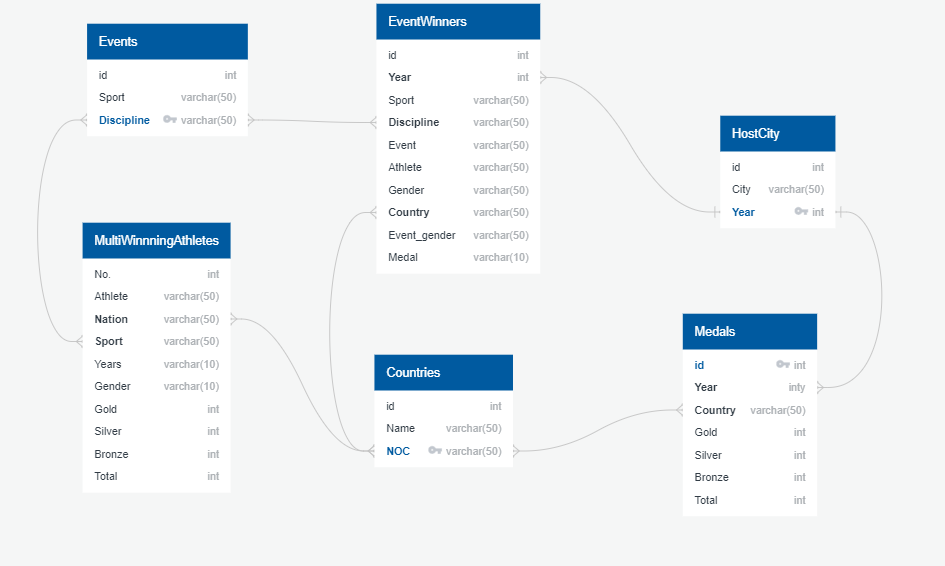 Events
id int
Sport varchar(50)
Discipline varchar(50)
EventWinners
id int
Year int
Sport varchar(50)
Discipline varchar(50)
Event varchar(50)
Athlete varchar(50)
Gender varchar(50)
Country varchar(50)
Event_gender varchar(50)
Medal varchar(10)
HostCity
id int
City varchar(50)
Year int
MultiWinnningAthletes
No. int
Athlete varchar(50)
Nation varchar(50)
Sport varchar(50)
Years varchar(10)
Gender varchar(10)
Gold int
Silver int
Bronze int
Total int
Countries
id int
Name varchar(50)
NOC varchar(50)
Medals
id int
Year inty
Country varchar(50)
Gold int
Silver int
Bronze int
Total int